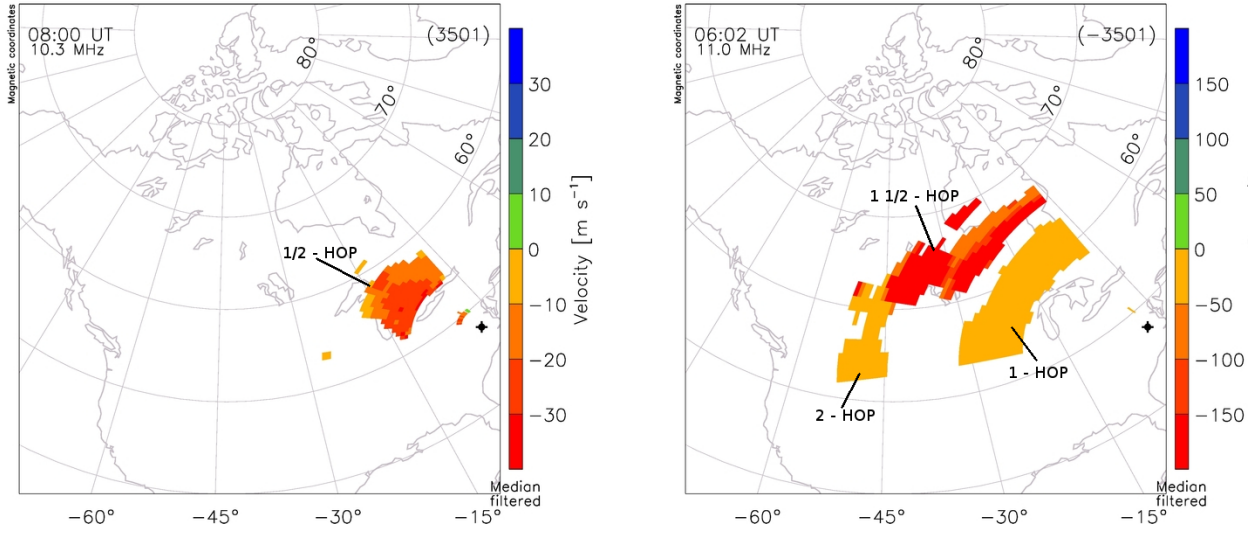 Magnetic coordinates
08:00 UT
10.3 MHz
(3501)
80°
70°
60°
1/2 - HOP
30
20
10
0
−10
−20
−30
Velocity [m s⁻¹]
Median
filtered
−60°
−45°
−30°
−15°
Magnetic coordinates
06:02 UT
11.0 MHz
(−3501)
80°
70°
60°
1 1/2 - HOP
1 - HOP
2 - HOP
150
100
50
0
−50
−100
−150
Median
filtered
−60°
−45°
−30°
−15°